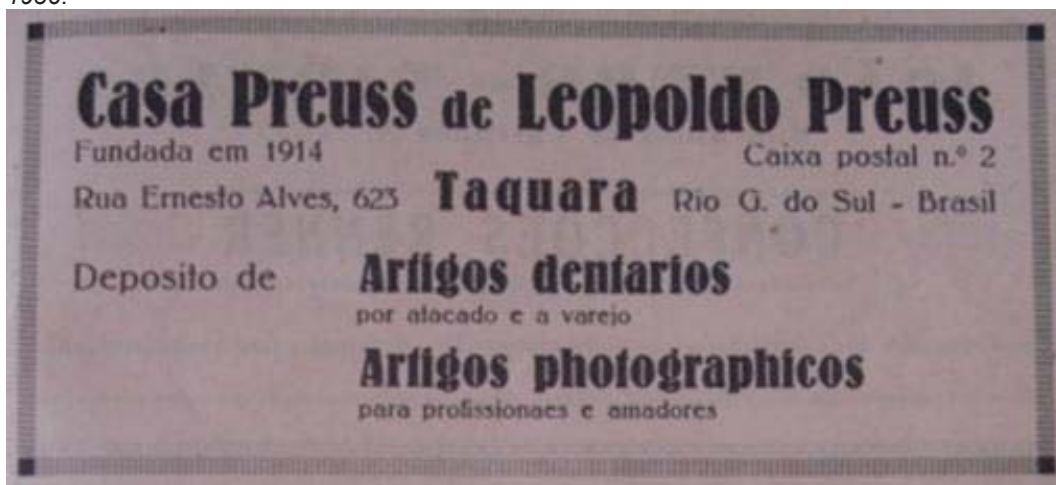 Casa Preuss de Leopoldo Preuss
Fundada em 1914 Caixa postal n.º 2
Rua Ernesto Alves, 623 Taquara Rio G. do Sul - Brasil
Deposito de Artigos dentarios
por atacado e a varejo
Artigos photographicos
para profissionaes e amadores